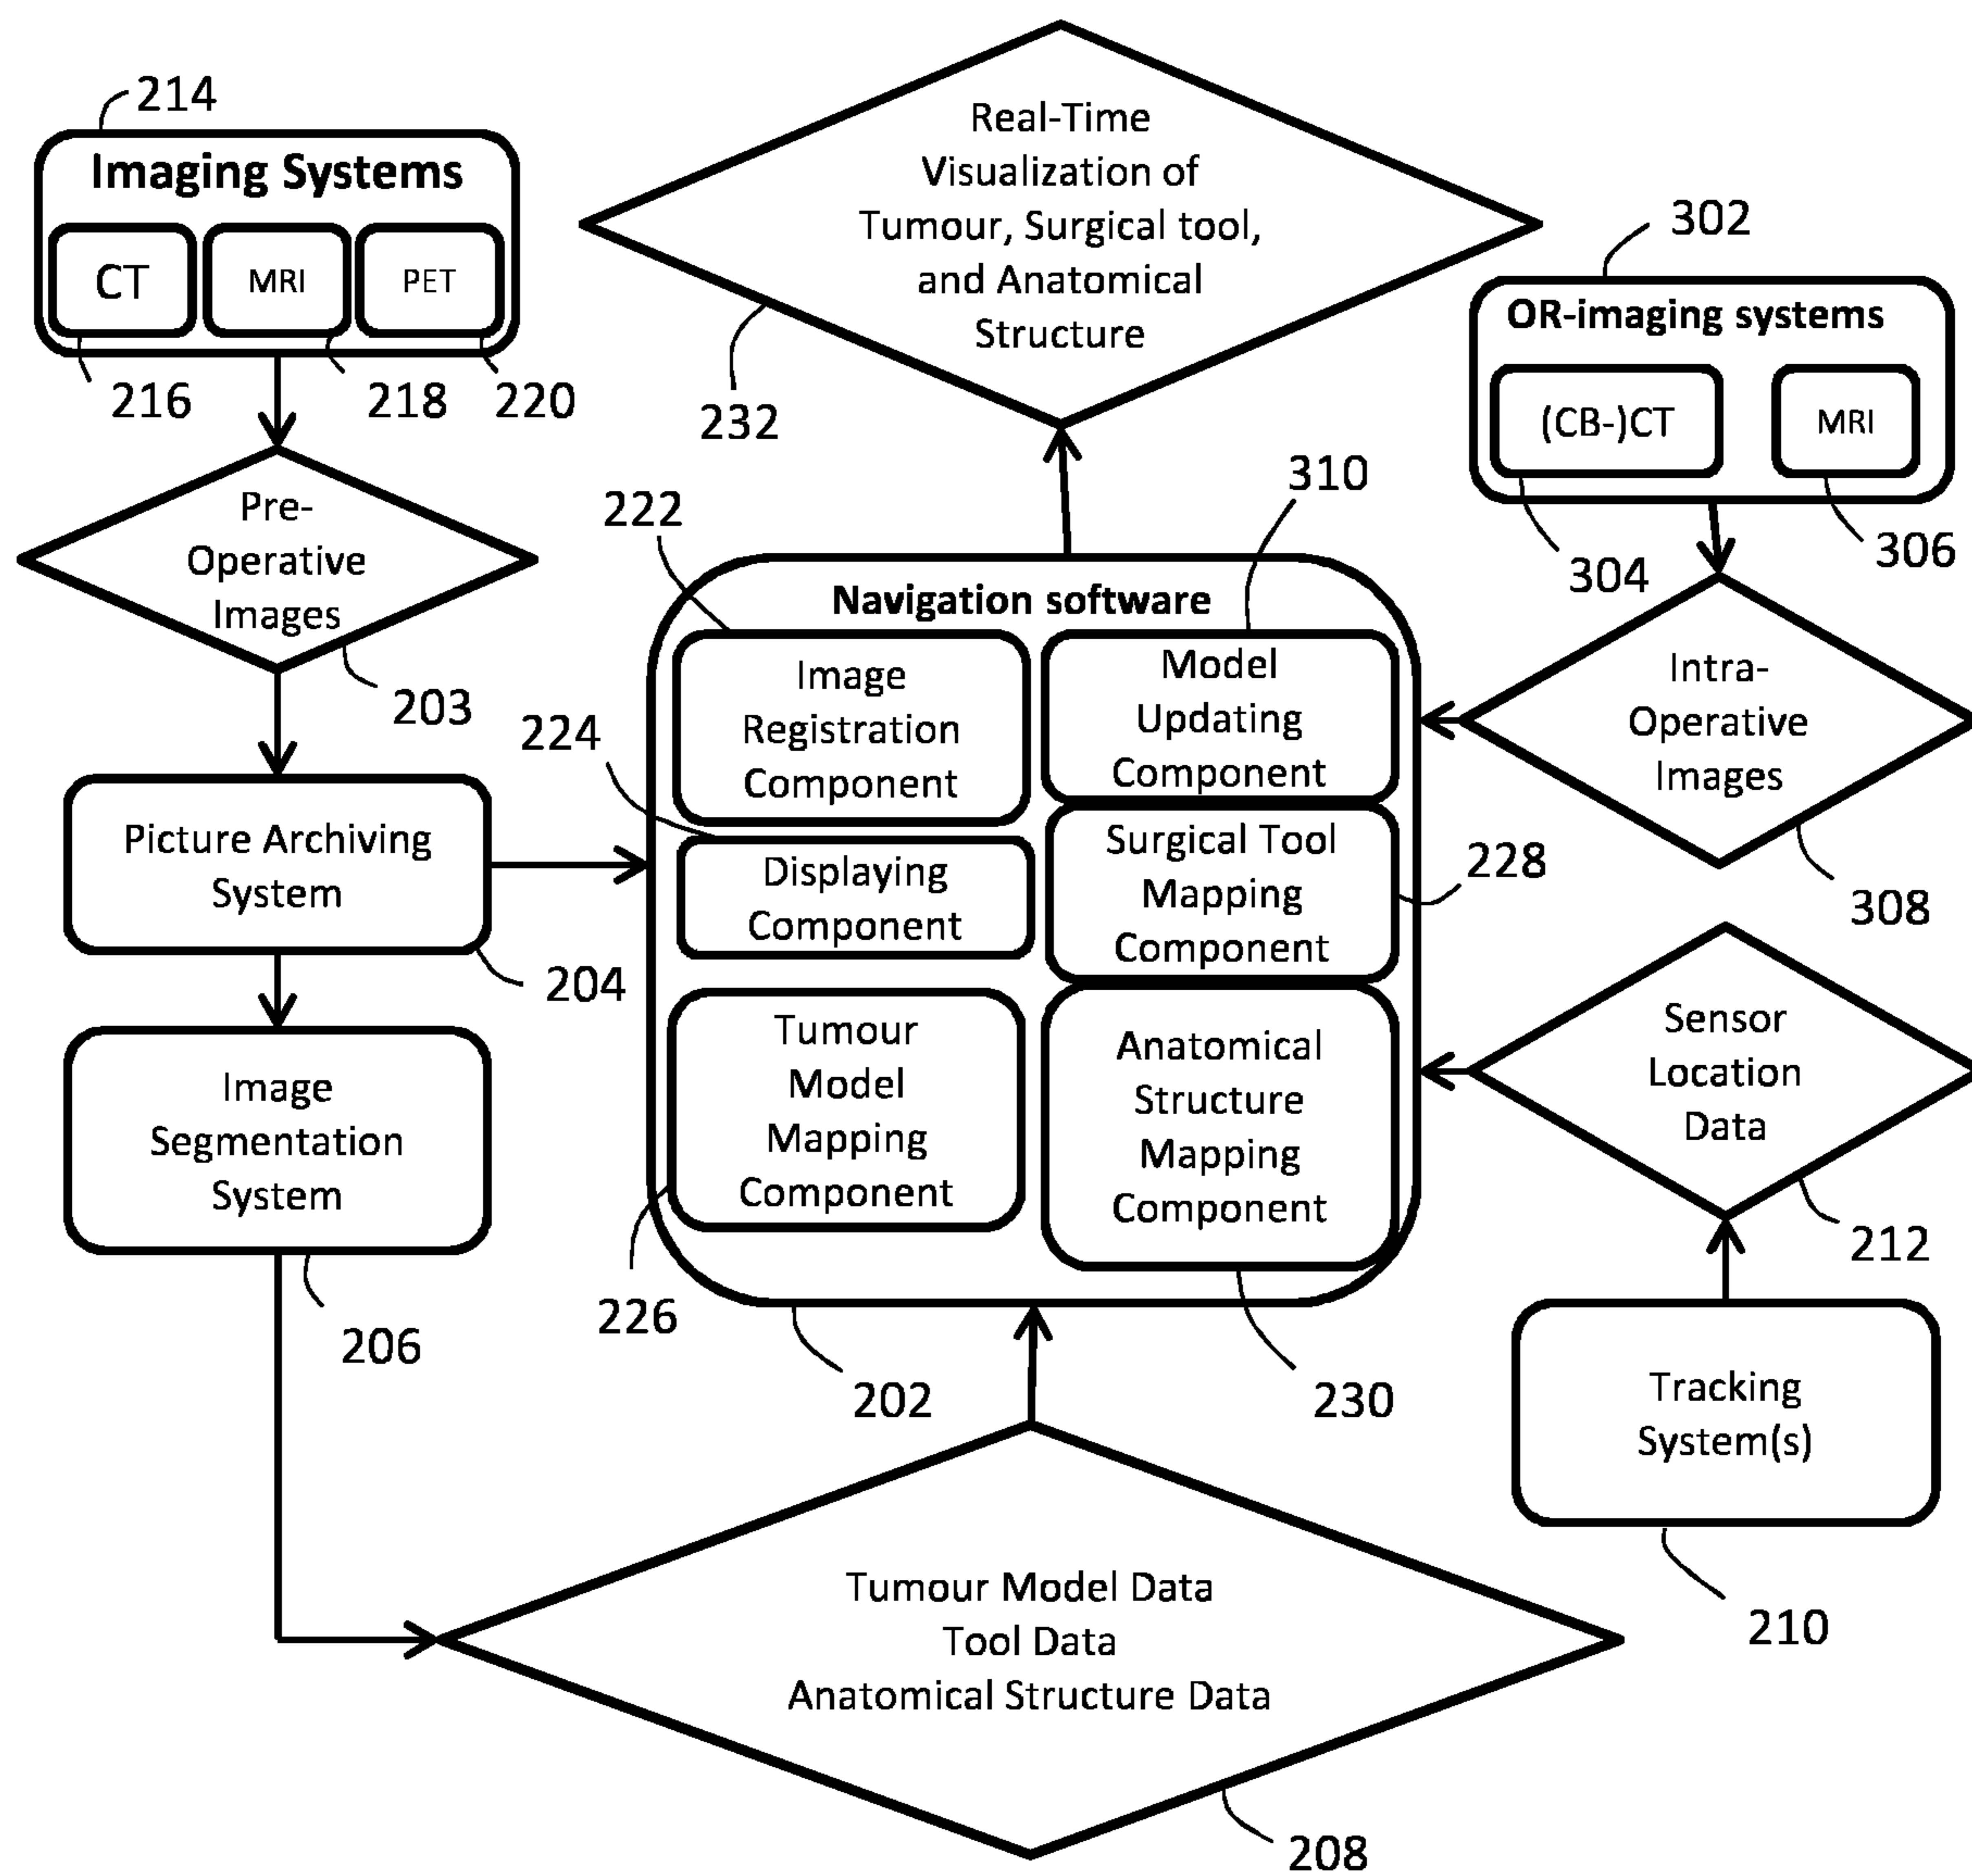 214
Imaging Systems
CT
MRI
PET
216
218
220
Pre-
Operative
Images
203
Picture Archiving
System
204
Image
Segmentation
System
206
Real-Time
Visualization of
Tumour, Surgical tool,
and Anatomical
Structure
232
222
310
Navigation software
Image
Registration
Component
Model
Updating
Component
224
Displaying
Component
Surgical Tool
Mapping
Component
228
Tumour
Model
Mapping
Component
Anatomical
Structure
Mapping
Component
226
202
230
302
OR-imaging systems
(CB-)CT
MRI
304
306
Intra-
Operative
Images
308
Sensor
Location
Data
212
Tracking
System(s)
210
Tumour Model Data
Tool Data
Anatomical Structure Data
208